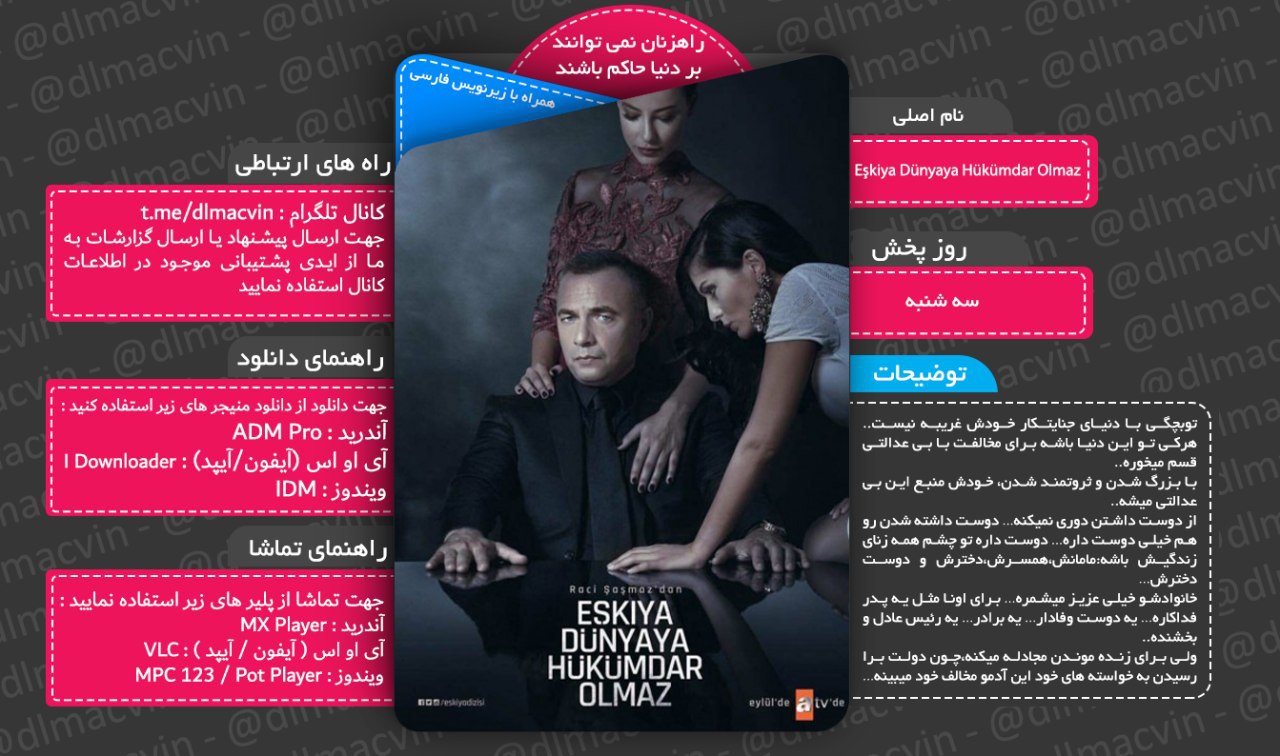 راهزنان نمی توانند
بر دنیا حاکم باشند
همراه با زیرنویس فارسی
نام اصلی
Eşkiya Dünyaya Hükümdar Olmaz
روز پخش
سه شنبه
توضیحات
توبچگی با دنیای جنایتکار خودش غریبه نیست..
هرکی تو این دنیا باشه برای مخالفت با بی عدالتی
قسم میخوره..
با بزرگ شدن و ثروتمند شدن، خودش منبع این بی
عدالتی میشه..
از دوست داشتن دوری نمیکنه... دوست داشته شدن رو
هم خیلی دوست داره... دوست داره تو چشم همه زنای
زندگیش باشه:مامانش،همسرش،دخترش و دوست
دخترش...
خانوادشو خیلی عزیز میشمره... برای اونا مثل یه پدر
فداکاره... یه دوست وفادار... یه برادر... یه رئیس عادل و
بخشنده..
ولی برای زنده موندن مجادله میکنه،چون دولت برا
رسیدن به خواسته های خود این آدمو مخالف خود میبینه...
راه های ارتباطی
کانال تلگرام : t.me/dlmacvin
جهت ارسال پیشنهاد یا ارسال گزارشات به
ما از ایدی پشتیبانی موجود در اطلاعات
کانال استفاده نمایید
راهنمای دانلود
جهت دانلود از دانلود منیجر های زیر استفاده کنید :
آندرید : ADM Pro
آی او اس (آیفون/آیپد) : I Downloader
ویندوز : IDM
راهنمای تماشا
جهت تماشا از پلیر های زیر استفاده نمایید :
آندرید : MX Player
آی او اس ( آیفون / آیپد ) : VLC
ویندوز : MPC 123 / Pot Player
Raci Şaşmaz'dan
EŞKIYA
DÜNYAYA
HÜKÜMDAR
OLMAZ
/eskiyadizisi
eylül'de atv'de
@dlmacvin - @dlmacvin - @dlmacvin